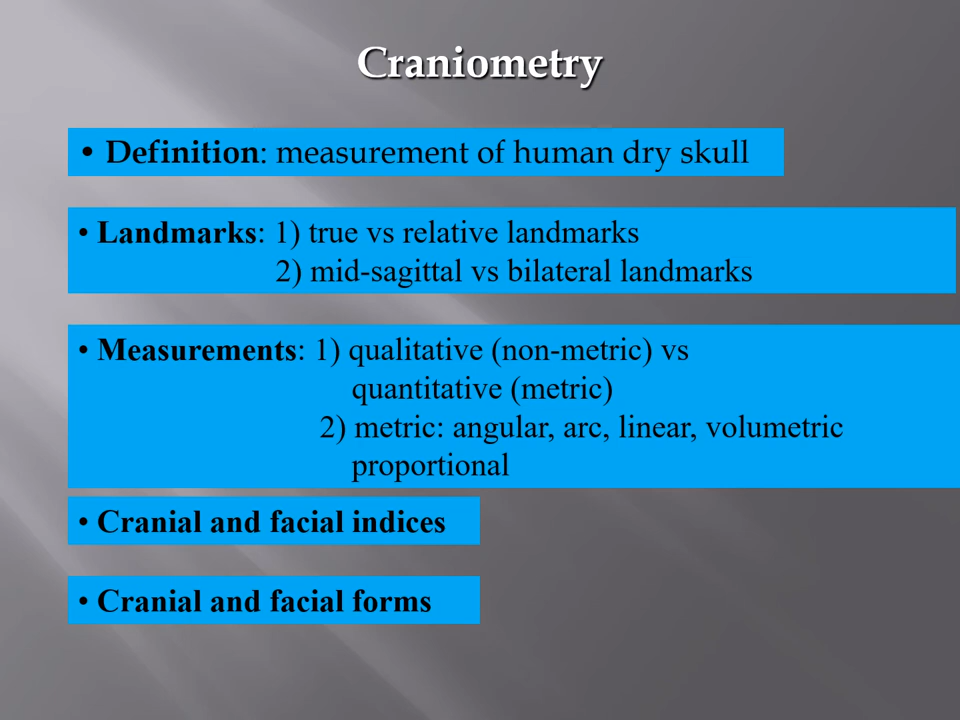 Craniometry
• Definition: measurement of human dry skull
• Landmarks: 1) true vs relative landmarks
2) mid-sagittal vs bilateral landmarks
• Measurements: 1) qualitative (non-metric) vs
quantitative (metric)
2) metric: angular, arc, linear, volumetric
proportional
• Cranial and facial indices
• Cranial and facial forms